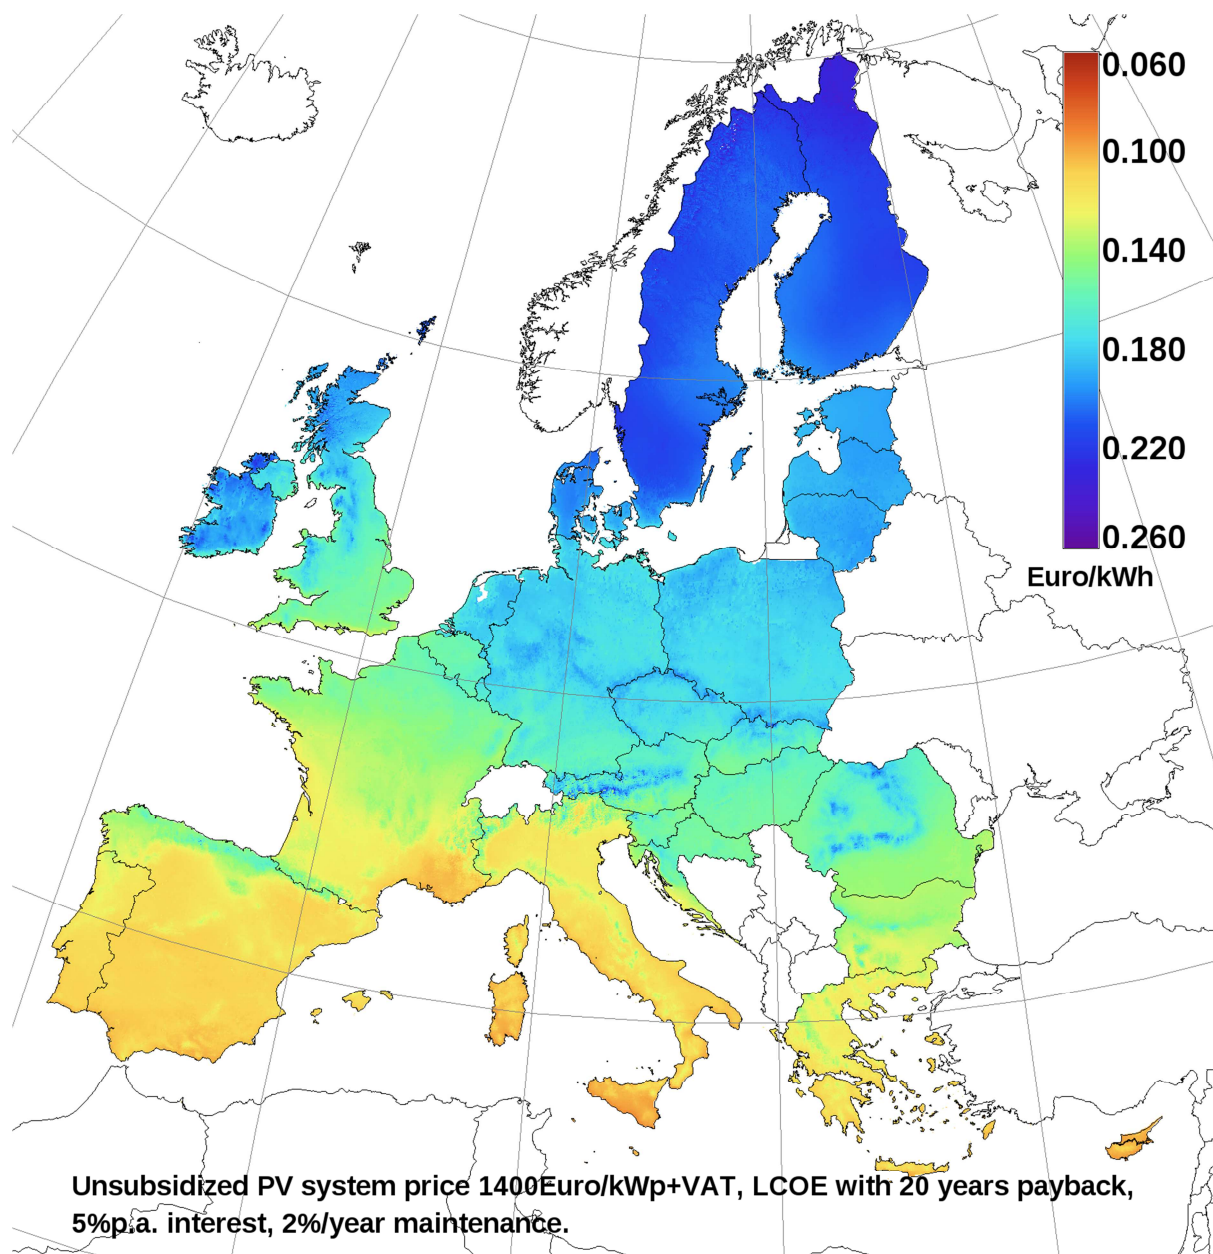 0.060
0.100
0.140
0.180
0.220
0.260
Euro/kWh
Unsubsidized PV system price 1400Euro/kWp+VAT, LCOE with 20 years payback,
5%p.a. interest, 2%/year maintenance.